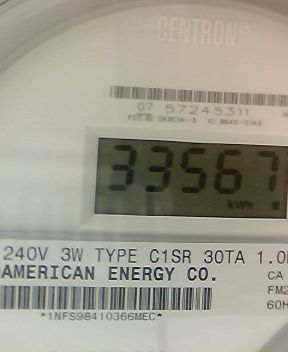 CENTRON®
07 57245311
33567
kWh
240V 3W TYPE C1SR 30TA 1.0
AMERICAN ENERGY CO.
CA
FM2
60H
*1NFS98410366MEC*